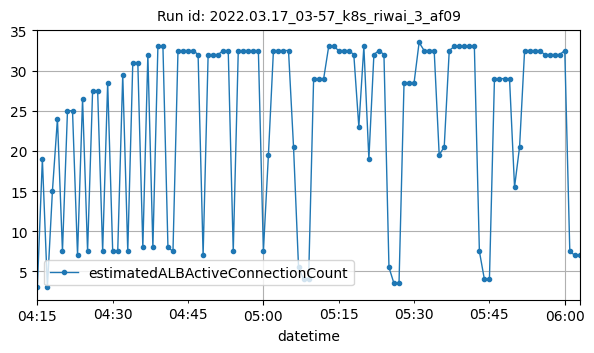 Run id: 2022.03.17_03-57_k8s_riwai_3_af09
35
30
25
20
15
10
5
estimatedALBActiveConnectionCount
04:15 04:30 04:45 05:00 05:15 05:30 05:45 06:00
datetime